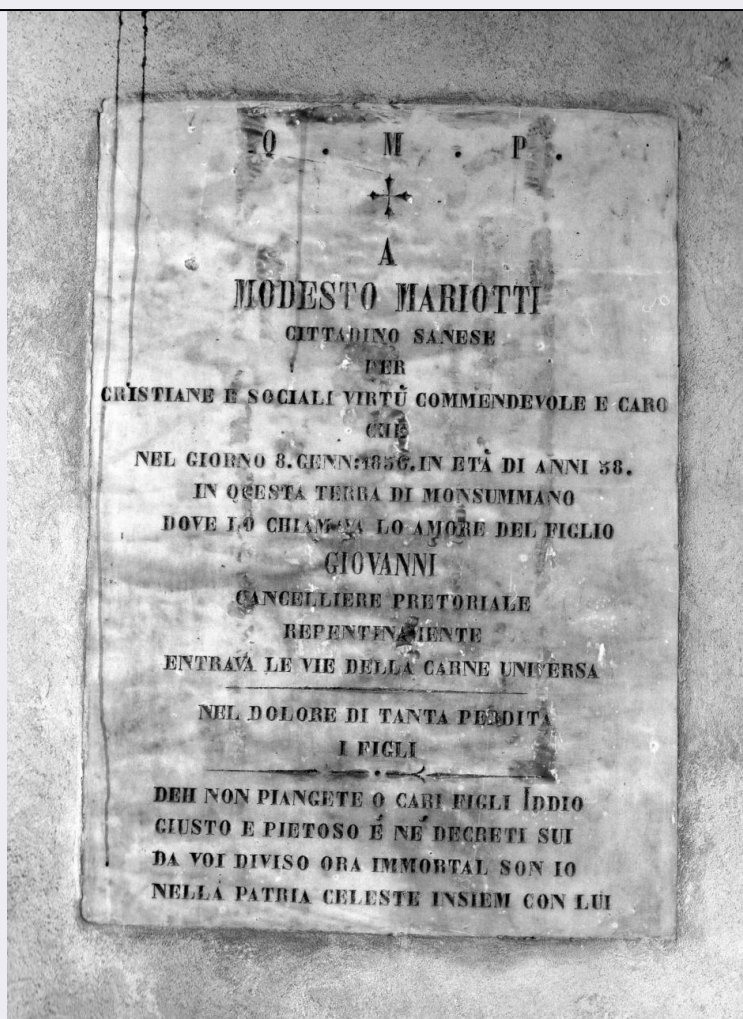 Q . M . P .
A
MODESTO MARIOTTI
CITTADINO SANESE
PER
CRISTIANE E SOCIALI VIRTÙ COMMENDEVOLE E CARO
CHE
NEL GIORNO 8. GENN: 1856. IN ETÀ DI ANNI 58.
IN QUESTA TERRA DI MONSUMMANO
DOVE LO CHIAMAVA LO AMORE DEL FIGLIO
GIOVANNI
CANCELLIERE PRETORIALE
REPENTINAMENTE
ENTRAVA LE VIE DELLA CARNE UNIVERSA
NEL DOLORE DI TANTA PERDITA
I FIGLI
DEH NON PIANGETE O CARI FIGLI IDDIO
GIUSTO E PIETOSO É NE' DECRETI SUI
DA VOI DIVISO ORA IMMORTAL SON IO
NELLA PATRIA CELESTE INSIEM CON LUI